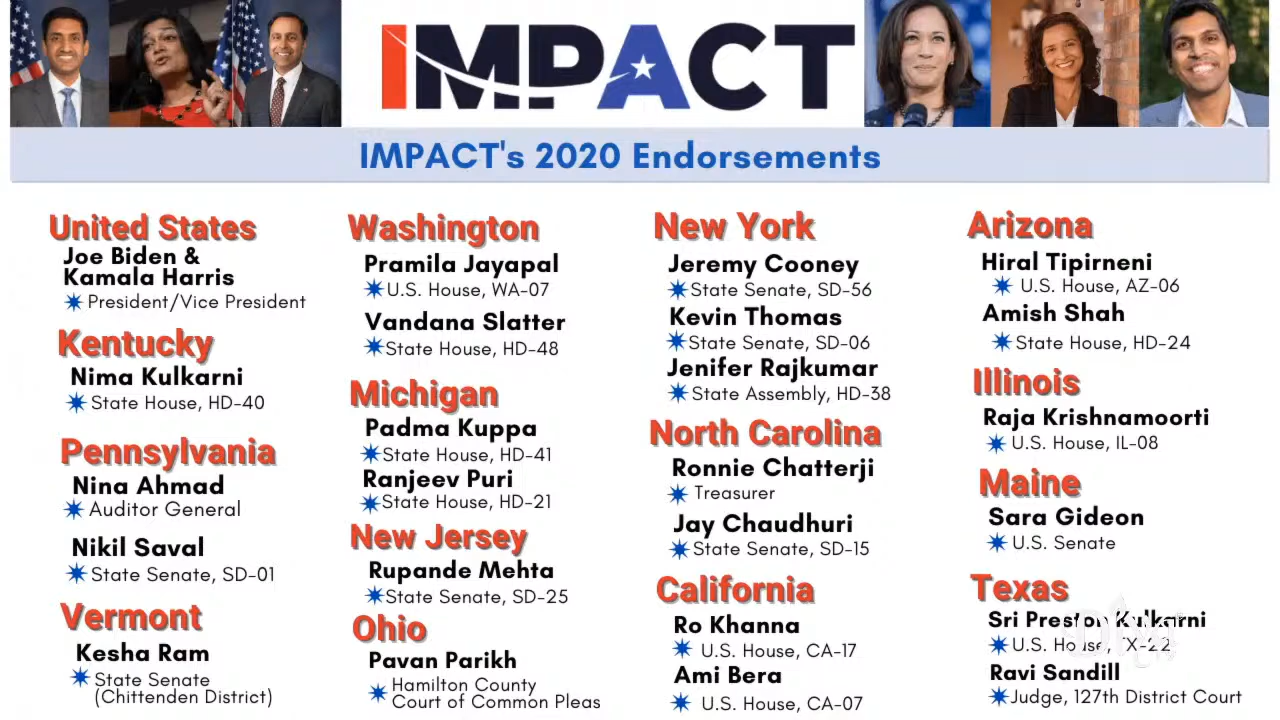 IMPACT
IMPACT's 2020 Endorsements
United States
Joe Biden &
Kamala Harris
President/Vice President
Kentucky
Nima Kulkarni
State House, HD-40
Pennsylvania
Nina Ahmad
Auditor General
Nikil Saval
State Senate, SD-01
Vermont
Kesha Ram
State Senate
(Chittenden District)
Washington
Pramila Jayapal
U.S. House, WA-07
Vandana Slatter
State House, HD-48
Michigan
Padma Kuppa
State House, HD-41
Ranjeev Puri
State House, HD-21
New Jersey
Rupande Mehta
State Senate, SD-25
Ohio
Pavan Parikh
Hamilton County
Court of Common Pleas
New York
Jeremy Cooney
State Senate, SD-56
Kevin Thomas
State Senate, SD-06
Jenifer Rajkumar
State Assembly, HD-38
North Carolina
Ronnie Chatterji
Treasurer
Jay Chaudhuri
State Senate, SD-15
California
Ro Khanna
U.S. House, CA-17
Ami Bera
U.S. House, CA-07
Arizona
Hiral Tipirneni
U.S. House, AZ-06
Amish Shah
State House, HD-24
Illinois
Raja Krishnamoorti
U.S. House, IL-08
Maine
Sara Gideon
U.S. Senate
Texas
Sri Preston Kulkarni
U.S. House, TX-22
Ravi Sandill
Judge, 127th District Court